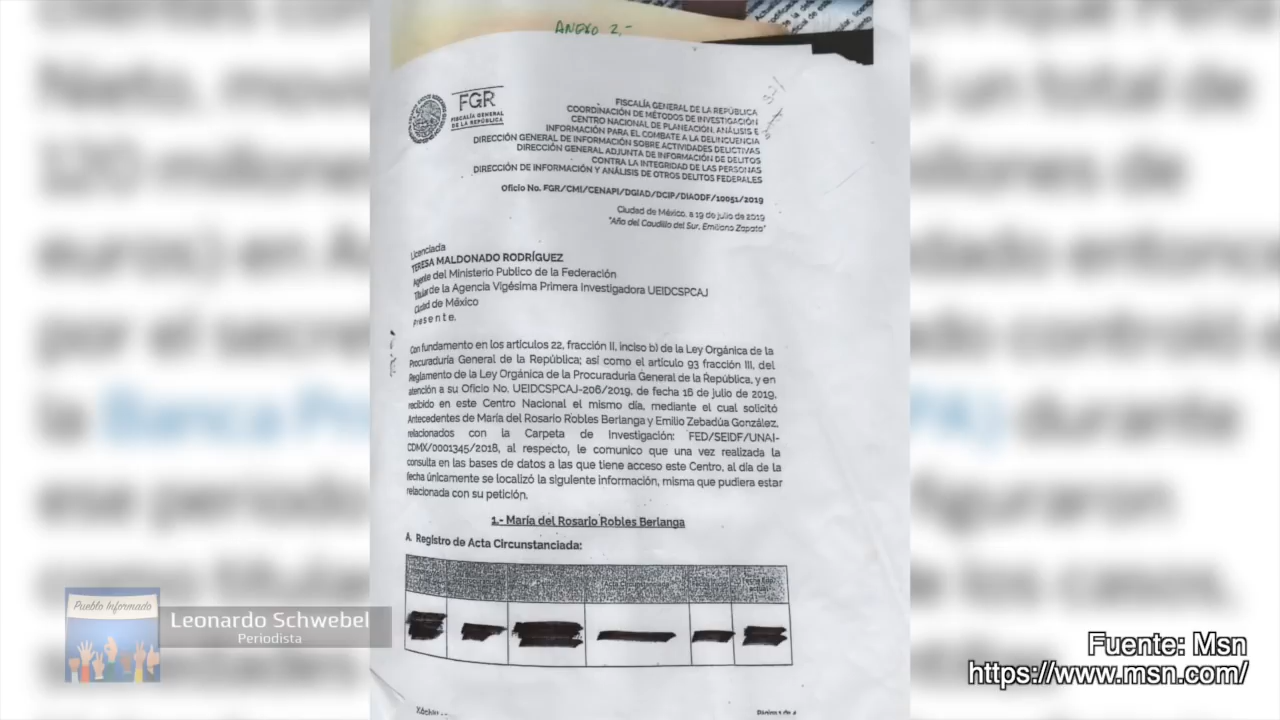 ANEXO 2.-
FGR
FISCALÍA GENERAL
DE LA REPÚBLICA
FISCALÍA GENERAL DE LA REPÚBLICA
COORDINACIÓN DE MÉTODOS DE INVESTIGACIÓN
CENTRO NACIONAL DE PLANEACIÓN, ANÁLISIS E
INFORMACIÓN PARA EL COMBATE A LA DELINCUENCIA
DIRECCIÓN GENERAL DE INFORMACIÓN SOBRE ACTIVIDADES DELICTIVAS
DIRECCIÓN GENERAL ADJUNTA DE INFORMACIÓN DE DELITOS
CONTRA LA INTEGRIDAD DE LAS PERSONAS
DIRECCIÓN DE INFORMACIÓN Y ANÁLISIS DE OTROS DELITOS FEDERALES
Oficio No. FGR/CMI/CENAPI/DGIAD/DCIP/DIAODF/10051/2019
Ciudad de México, a 19 de julio de 2019
"Año del Caudillo del Sur, Emiliano Zapata"
Licenciada
TERESA MALDONADO RODRÍGUEZ
Agente del Ministerio Publico de la Federación
Titular de la Agencia Vigésima Primera Investigadora UEIDCSPCAJ
Ciudad de México
Presente.
Con fundamento en los artículos 22, fracción II, inciso b) de la Ley Orgánica de la
Procuraduría General de la República; así como el artículo 93 fracción III, del
Reglamento de la Ley Orgánica de la Procuraduría General de la República, y en
atención a su Oficio No. UEIDCSPCAJ-206/2019, de fecha 16 de julio de 2019,
recibido en este Centro Nacional el mismo día, mediante el cual solicitó
Antecedentes de María del Rosario Robles Berlanga y Emilio Zebadúa González,
relacionados con la Carpeta de Investigación: FED/SEIDF/UNAI-
CDMX/0001345/2018, al respecto, le comunico que una vez realizada la
consulta en las bases de datos a las que tiene acceso este Centro, al día de la
fecha únicamente se localizó la siguiente información, misma que pudiera estar
relacionada con su petición.
1.- María del Rosario Robles Berlanga
A. Registro de Acta Circunstanciada:
Pueblo Informado
Leonardo Schwebel
Periodista
Fuente: Msn
https://www.msn.com/